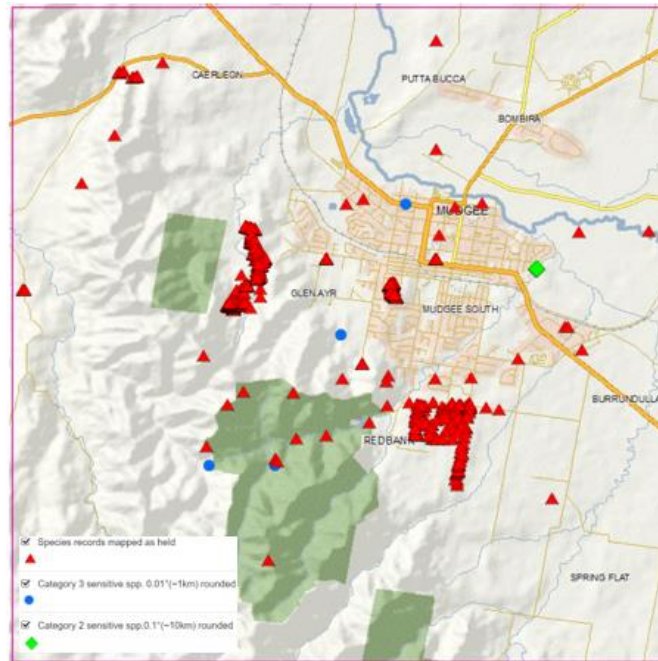 CAERLEON
PUTTA BUCCA
BOMBIRA
MUDGEE
GLEN AYR
MUDGEE SOUTH
BURRUNDULLA
REDBANK
SPRING FLAT
Species records mapped as held
Category 3 sensitive spp. 0.01°(~1km) rounded
Category 2 sensitive spp.0.1°(~10km) rounded